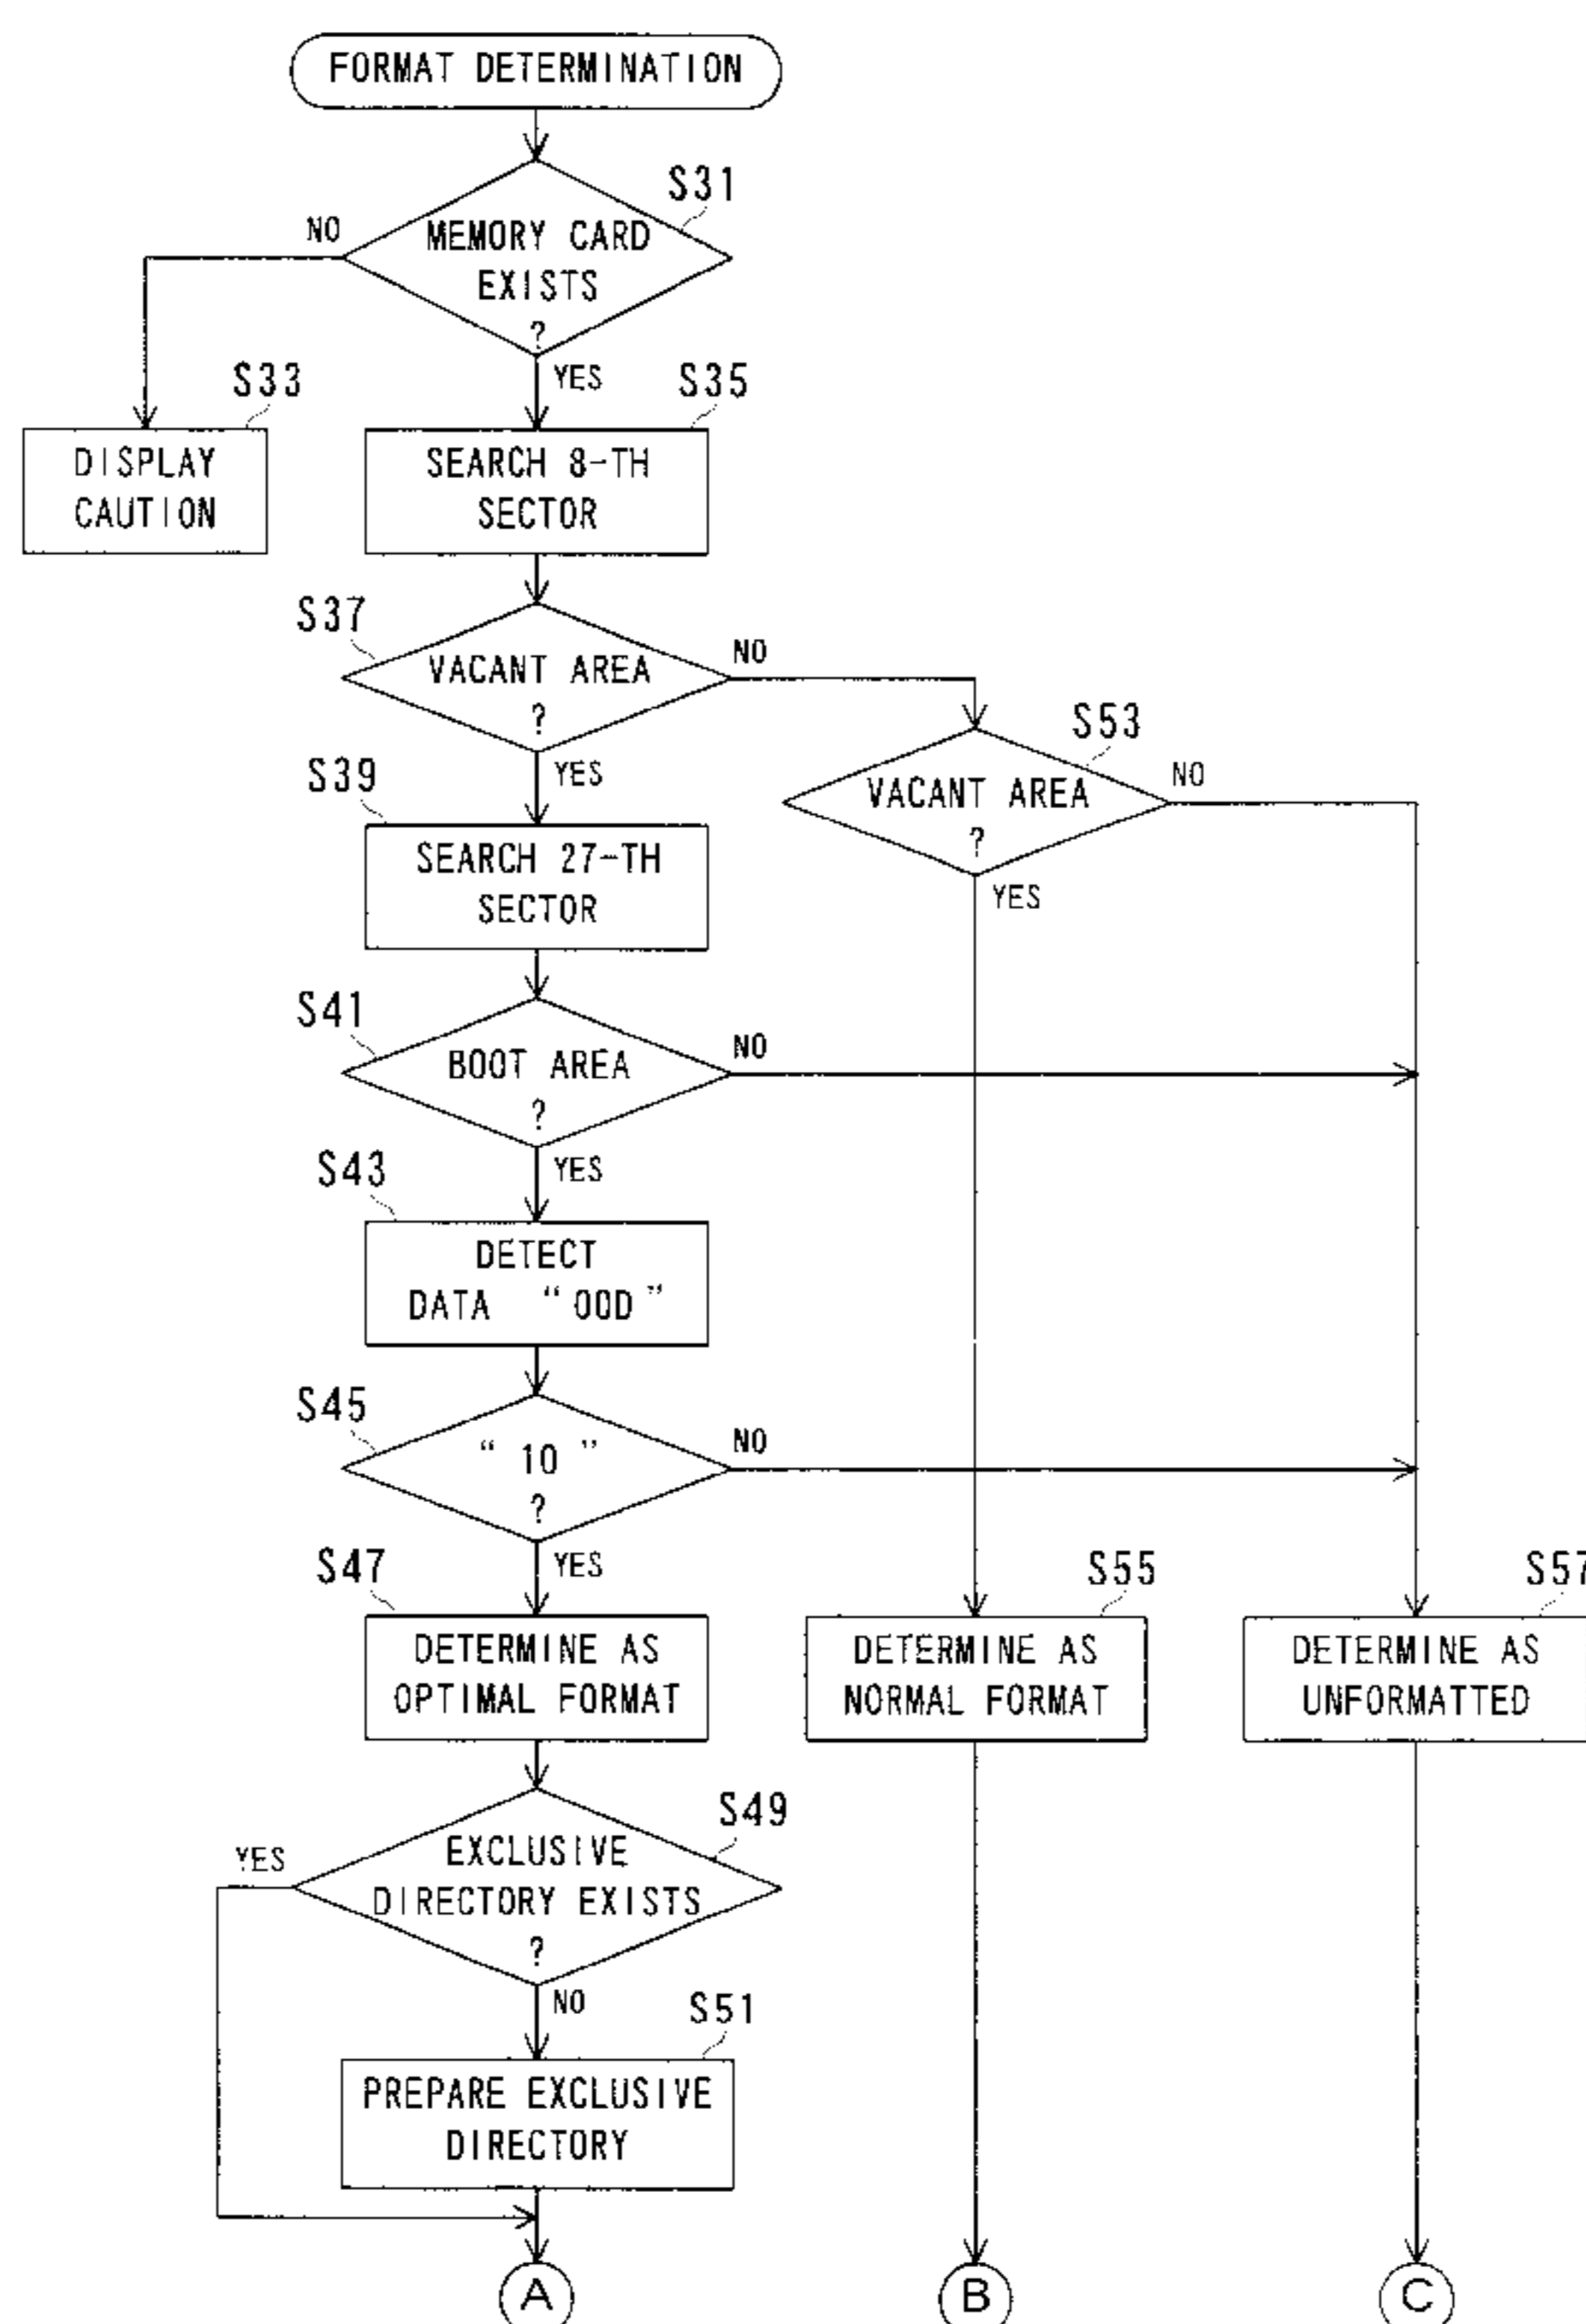 FORMAT DETERMINATION
S31
NO
MEMORY CARD
EXISTS
?
YES
S33
S35
DISPLAY
CAUTION
SEARCH 8-TH
SECTOR
S37
VACANT AREA
?
NO
YES
S53
VACANT AREA
?
NO
YES
S39
SEARCH 27-TH
SECTOR
S41
BOOT AREA
?
NO
YES
S43
DETECT
DATA “00D”
S45
“10”
?
NO
YES
S47
DETERMINE AS
OPTIMAL FORMAT
S55
DETERMINE AS
NORMAL FORMAT
S57
DETERMINE AS
UNFORMATTED
S49
YES
EXCLUSIVE
DIRECTORY EXISTS
?
NO
S51
PREPARE EXCLUSIVE
DIRECTORY
A
B
C